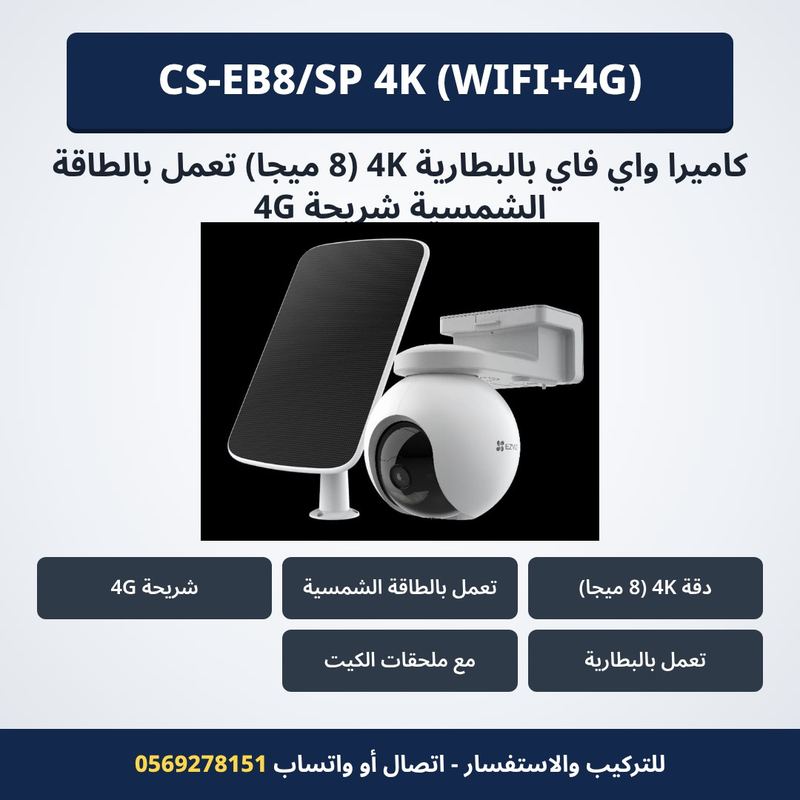 CS-EB8/SP 4K (WIFI+4G)
كاميرا واي فاي بالبطارية 4K (8 ميجا) تعمل بالطاقة
الشمسية شريحة 4G
EZVIZ
دقة 4K (8 ميجا)
تعمل بالطاقة الشمسية
شريحة 4G
تعمل بالبطارية
مع ملحقات الكيت
للتركيب والاستفسار - اتصال أو واتساب 0569278151